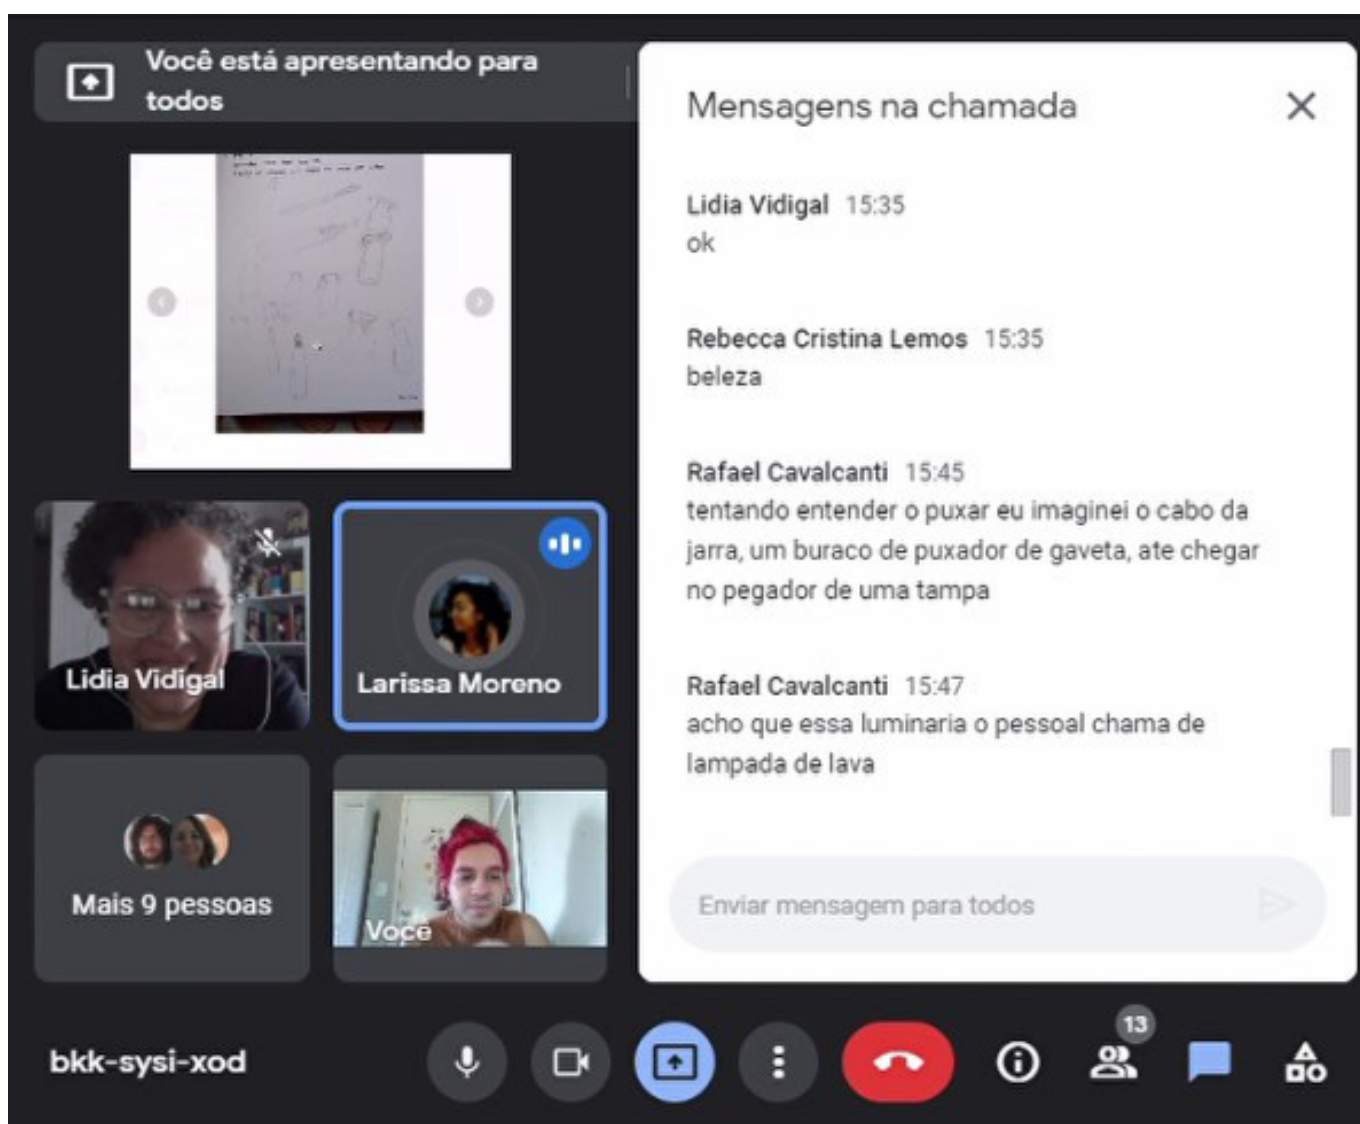 Você está apresentando para
todos
Mensagens na chamada
Lidia Vidigal 15:35
ok
Rebecca Cristina Lemos 15:35
beleza
Rafael Cavalcanti 15:45
tentando entender o puxar eu imaginei o cabo da
jarra, um buraco de puxador de gaveta, ate chegar
no pegador de uma tampa
Rafael Cavalcanti 15:47
acho que essa luminaria o pessoal chama de
lampada de lava
Enviar mensagem para todos
Lidia Vidigal
Larissa Moreno
Mais 9 pessoas
Você
bkk-sysi-xod
13